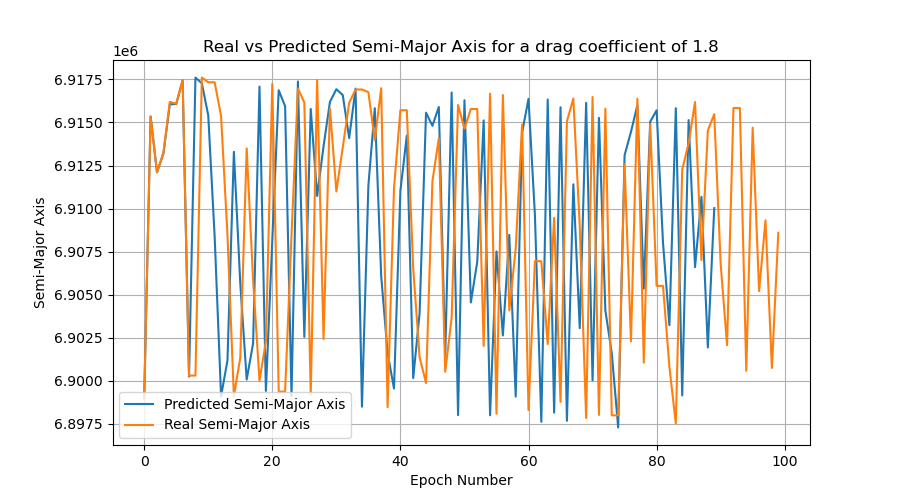 Real vs Predicted Semi-Major Axis for a drag coefficient of 1.8
1e6
6.9175
6.9150
6.9125
6.9100
6.9075
6.9050
6.9025
6.9000
6.8975
Semi-Major Axis
Predicted Semi-Major Axis
Real Semi-Major Axis
0 20 40 60 80 100
Epoch Number